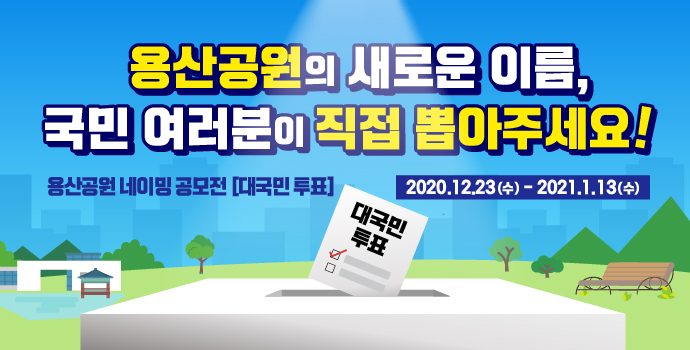 용산공원의 새로운 이름,
국민 여러분이 직접 뽑아주세요!
용산공원 네이밍 공모전 [대국민 투표]
2020.12.23(수) - 2021.1.13(수)
대국민
투표